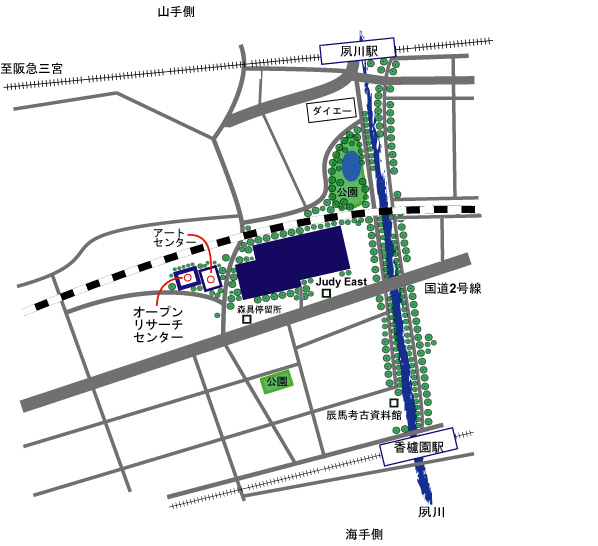 山手側
夙川駅
至阪急三宮
ダイエー
公園
アート
センター
Judy East
国道2号線
オープン
リサーチ
センター
森具停留所
公園
辰馬考古資料館
香櫨園駅
夙川
海手側